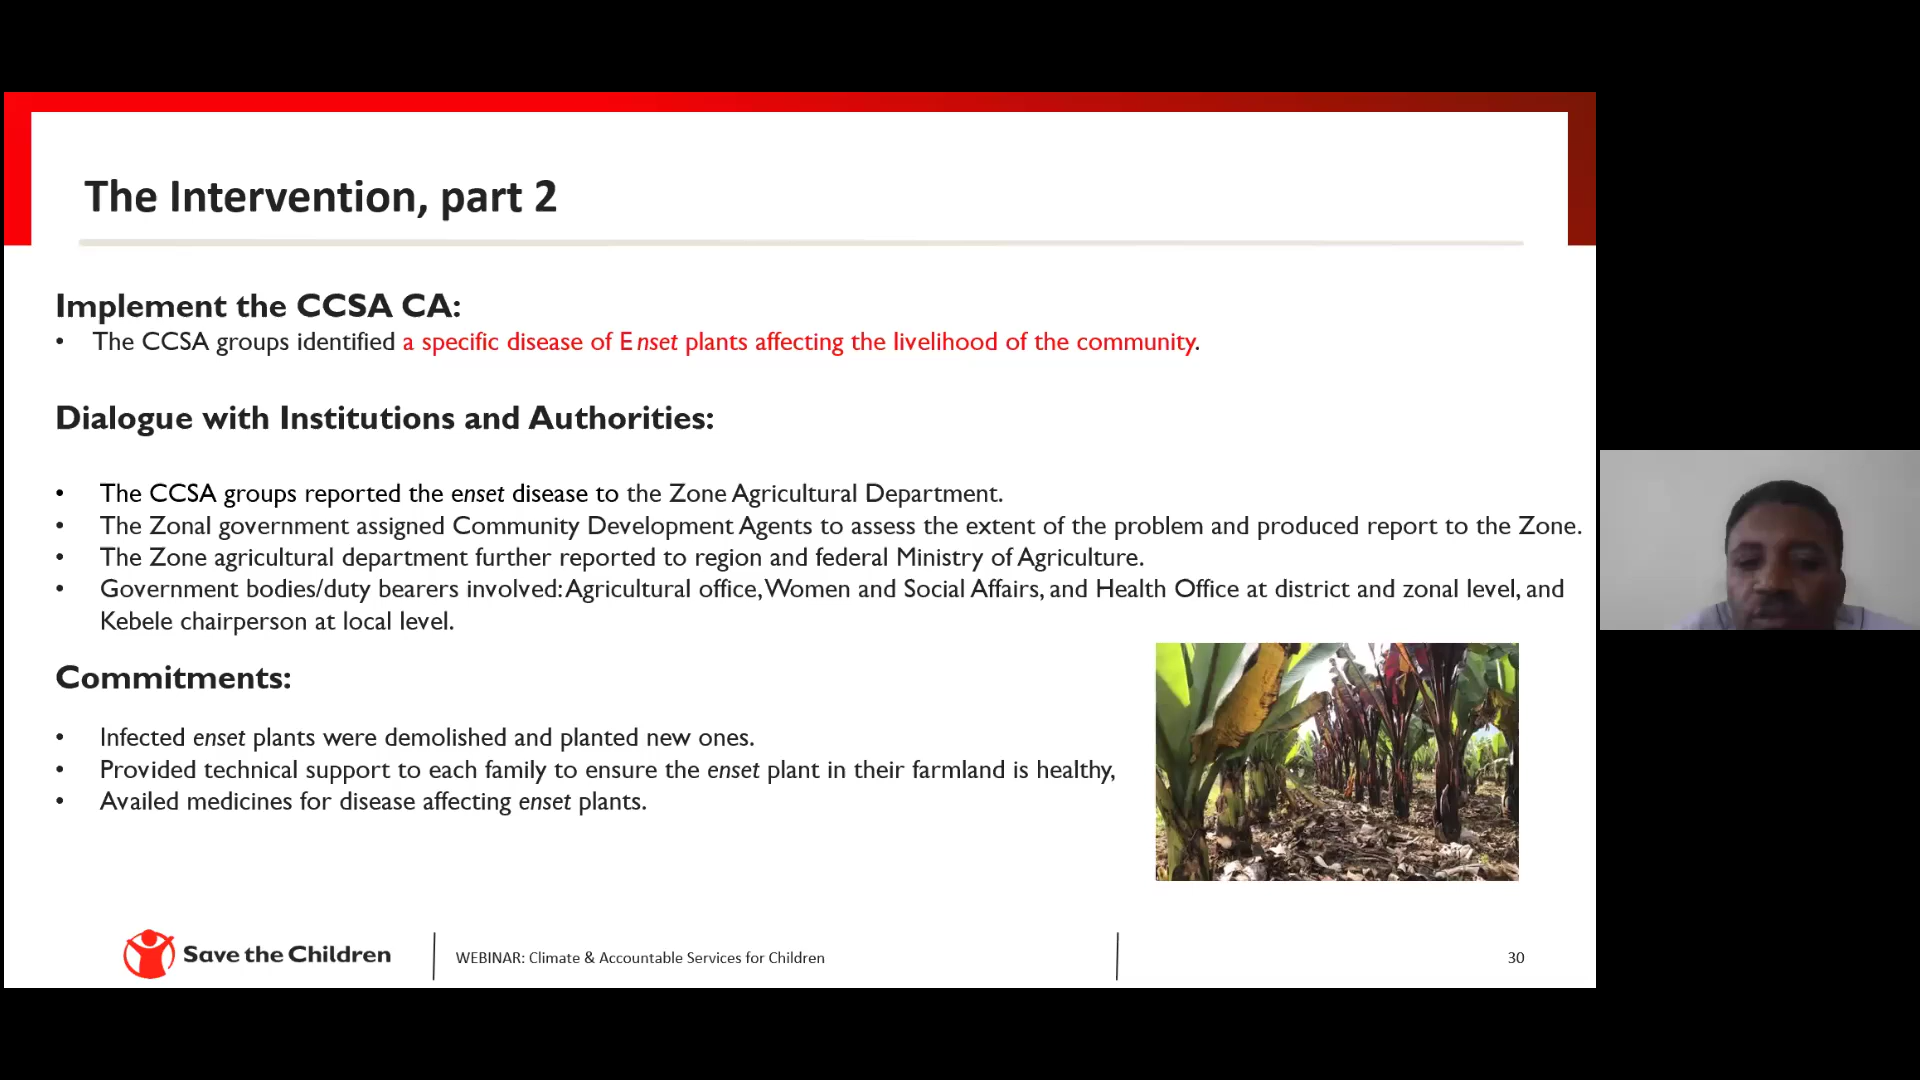 The Intervention, part 2
Implement the CCSA CA:
• The CCSA groups identified a specific disease of Enset plants affecting the livelihood of the community.
Dialogue with Institutions and Authorities:
• The CCSA groups reported the enset disease to the Zone Agricultural Department.
• The Zonal government assigned Community Development Agents to assess the extent of the problem and produced report to the Zone.
• The Zone agricultural department further reported to region and federal Ministry of Agriculture.
• Government bodies/duty bearers involved: Agricultural office, Women and Social Affairs, and Health Office at district and zonal level, and
Kebele chairperson at local level.
Commitments:
• Infected enset plants were demolished and planted new ones.
• Provided technical support to each family to ensure the enset plant in their farmland is healthy,
• Availed medicines for disease affecting enset plants.
Save the Children
WEBINAR: Climate & Accountable Services for Children
30